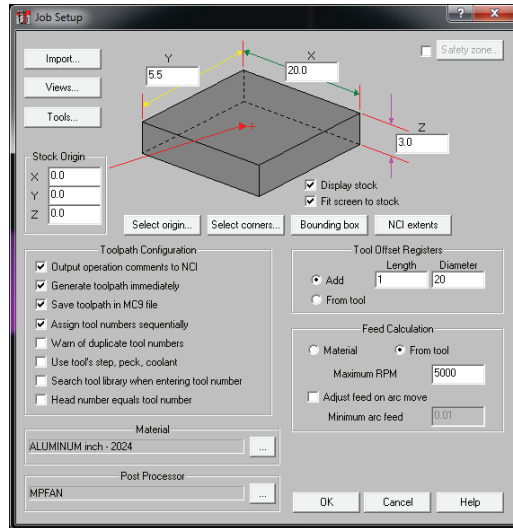 Job Setup
Import...
Views...
Tools...
Y
5.5
X
20.0
Safety zone...
Z
3.0
Stock Origin
X 0.0
Y 0.0
Z 0.0
Display stock
Fit screen to stock
Select origin... Select corners... Bounding box NCI extents
Toolpath Configuration
Output operation comments to NCI
Generate toolpath immediately
Save toolpath in MC9 file
Assign tool numbers sequentially
Warn of duplicate tool numbers
Use tool's step, peck, coolant
Search tool library when entering tool number
Head number equals tool number
Tool Offset Registers
Length Diameter
Add 1 20
From tool
Feed Calculation
Material From tool
Maximum RPM 5000
Adjust feed on arc move
Minimum arc feed 0.01
Material
ALUMINUM inch - 2024 ...
Post Processor
MPFAN ...
OK Cancel Help